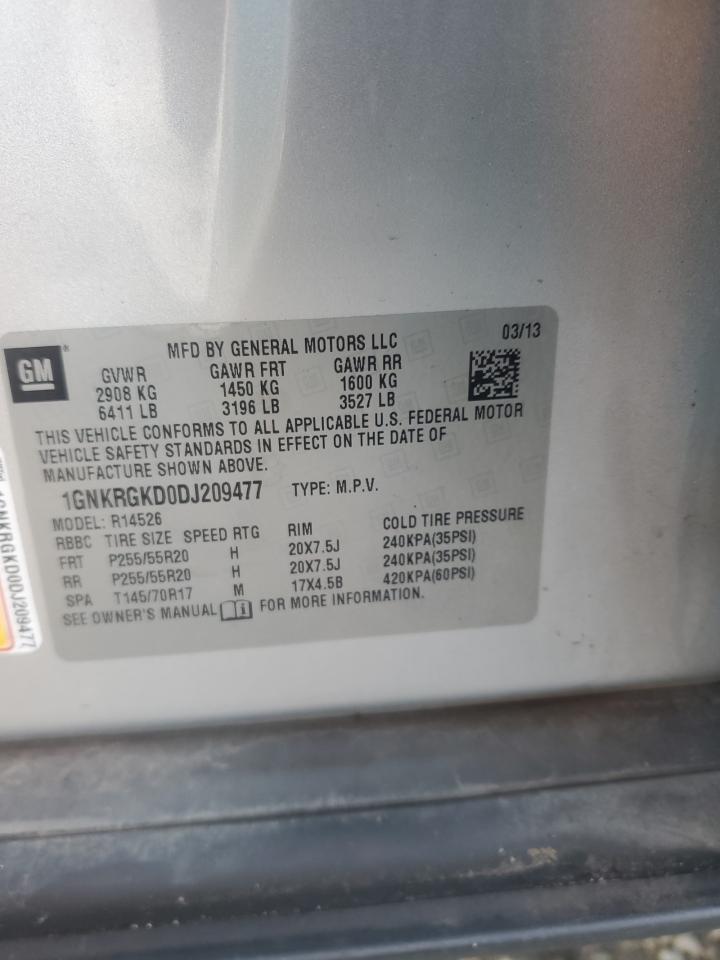 GM
MFD BY GENERAL MOTORS LLC 03/13
GVWR GAWR FRT GAWR RR
2908 KG 1450 KG 1600 KG
6411 LB 3196 LB 3527 LB
THIS VEHICLE CONFORMS TO ALL APPLICABLE U.S. FEDERAL MOTOR
VEHICLE SAFETY STANDARDS IN EFFECT ON THE DATE OF
MANUFACTURE SHOWN ABOVE.
1GNKRGKD0DJ209477 TYPE: M.P.V.
MODEL: R14526
RBBC TIRE SIZE SPEED RTG RIM COLD TIRE PRESSURE
FRT P255/55R20 H 20X7.5J 240KPA(35PSI)
RR P255/55R20 H 20X7.5J 240KPA(35PSI)
SPA T145/70R17 M 17X4.5B 420KPA(60PSI)
SEE OWNER'S MANUAL FOR MORE INFORMATION.
1GNKRGKD0DJ209477